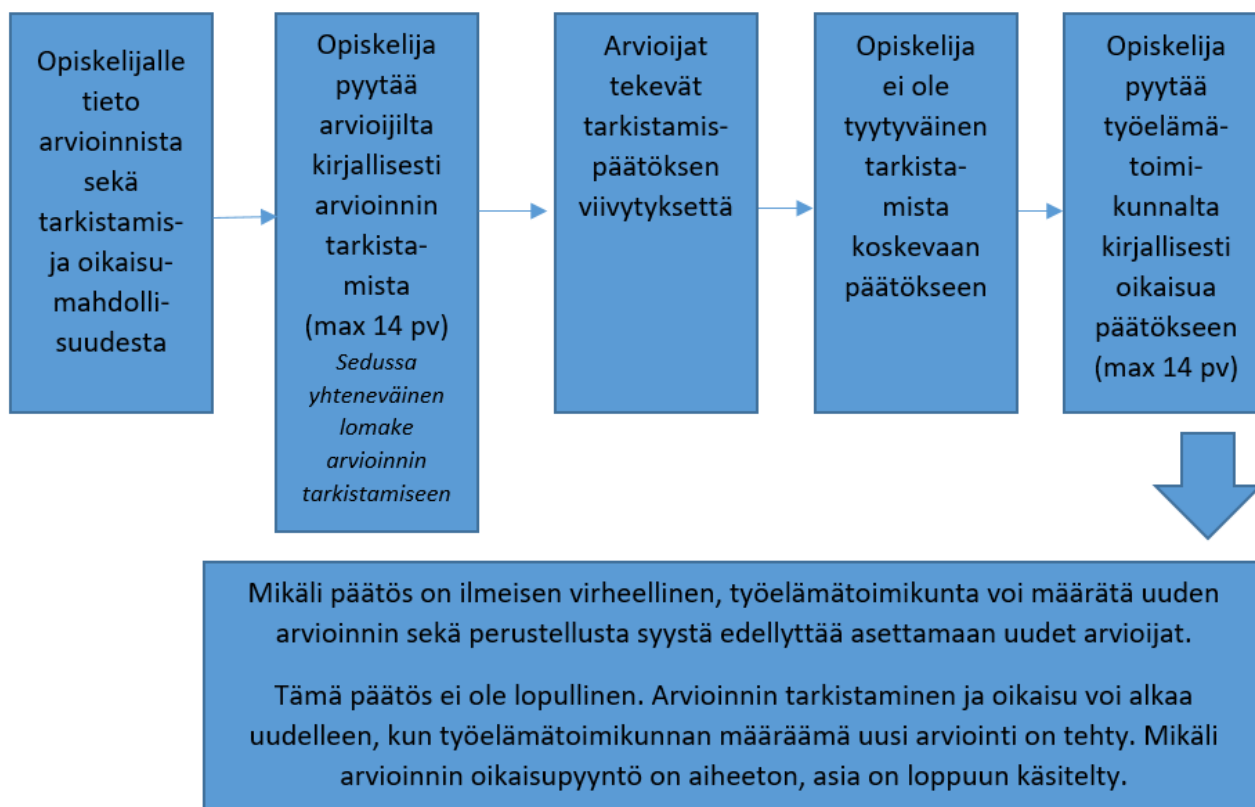 Opiskelijalle
tieto
arvioinnista
sekä
tarkistamis-
ja oikaisu-
mahdolli-
suudesta
Opiskelija
pyytää
arvioijilta
kirjallisesti
arvioinnin
tarkista-
mista
(max 14 pv)
Sedussa
yhteneväinen
lomake
arvioinnin
tarkistamiseen
Arvioijat
tekevät
tarkistamis-
päätöksen
viivytyksettä
Opiskelija
ei ole
tyytyväinen
tarkista-
mista
koskevaan
päätökseen
Opiskelija
pyytää
työelämä-
toimi-
kunnalta
kirjallisesti
oikaisua
päätökseen
(max 14 pv)
Mikäli päätös on ilmeisen virheellinen, työelämätoimikunta voi määrätä uuden
arvioinnin sekä perustellusta syystä edellyttää asettamaan uudet arvioijat.
Tämä päätös ei ole lopullinen. Arvioinnin tarkistaminen ja oikaisu voi alkaa
uudelleen, kun työelämätoimikunnan määräämä uusi arviointi on tehty. Mikäli
arvioinnin oikaisupyyntö on aiheeton, asia on loppuun käsitelty.